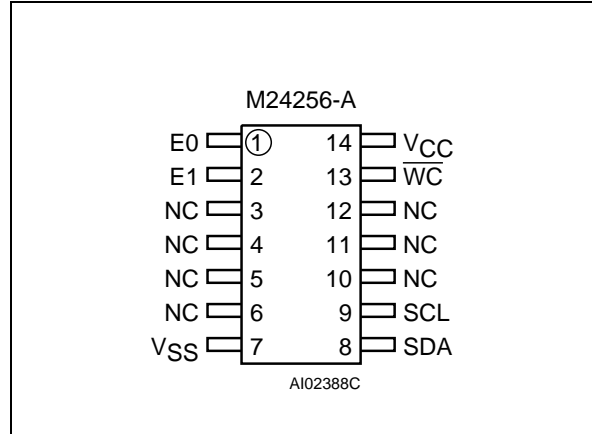 M24256-A
E0 1 14 VCC
E1 2 13 W̅C̅
NC 3 12 NC
NC 4 11 NC
NC 5 10 NC
NC 6 9 SCL
VSS 7 8 SDA
AI02388C